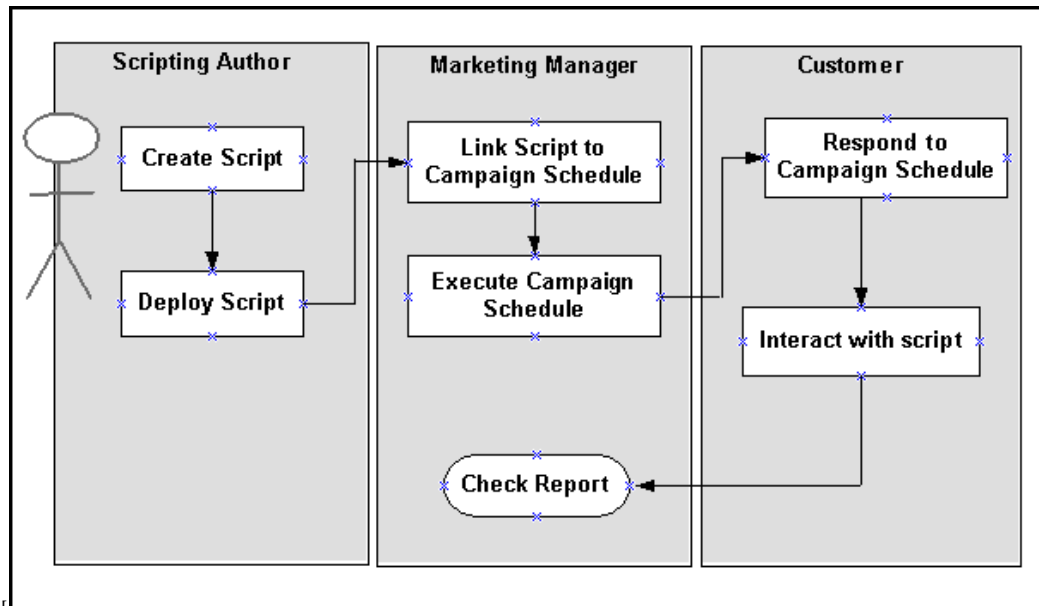 Scripting Author
Create Script
Deploy Script
Marketing Manager
Link Script to
Campaign Schedule
Execute Campaign
Schedule
Check Report
Customer
Respond to
Campaign Schedule
Interact with script
[